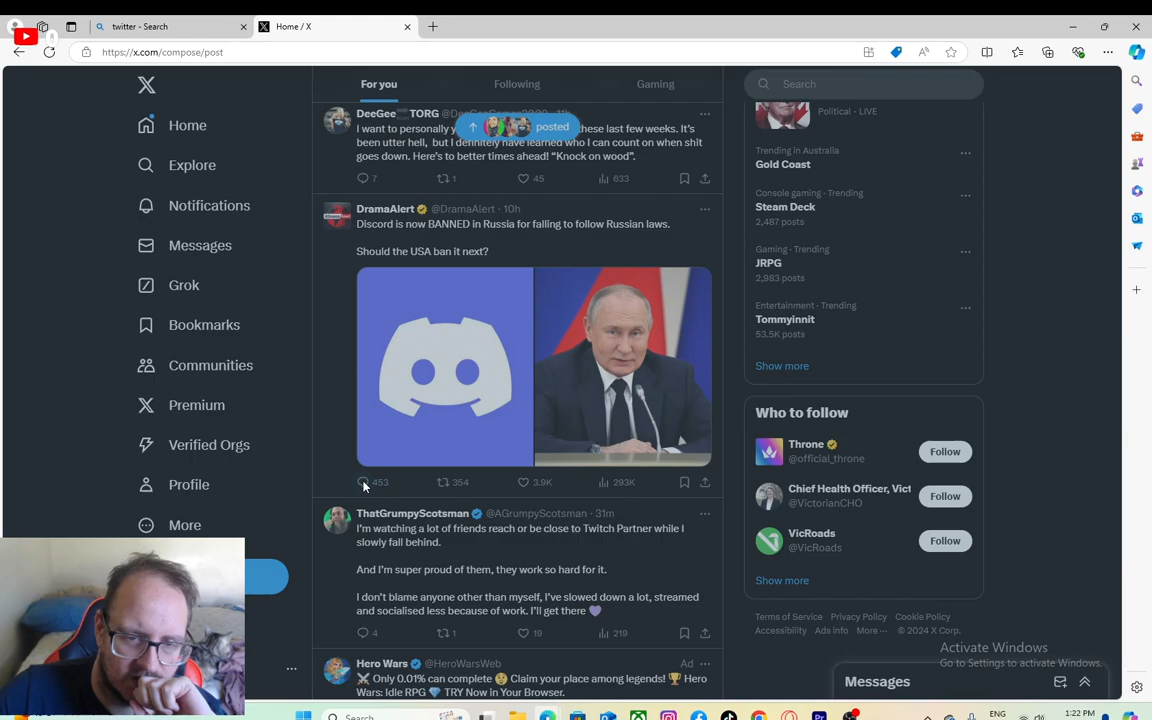 twitter - Search
Home / X
https://x.com/compose/post
For you
Following
Gaming
Search
Home
Explore
Notifications
Messages
Grok
Bookmarks
Communities
Premium
Verified Orgs
Profile
More
DeeGee TORG
posted
I want to personally
these last few weeks. It's
been utter hell, but I definitely have learned who I can count on when shit
goes down. Here's to better times ahead! “Knock on wood”.
7 1 45 633
DramaAlert @DramaAlert · 10h
Discord is now BANNED in Russia for falling to follow Russian laws.
Should the USA ban it next?
453 354 3.9K 293K
ThatGrumpyScotsman @AGrumpyScotsman · 31m
I'm watching a lot of friends reach or be close to Twitch Partner while I
slowly fall behind.
And I'm super proud of them, they work so hard for it.
I don't blame anyone other than myself, I've slowed down a lot, streamed
and socialised less because of work. I'll get there 💜
4 1 19 219
Hero Wars @HeroWarsWeb Ad
⚔️ Only 0.01% can complete 😮 Claim your place among legends! 🏆 Hero
Wars: Idle RPG 💎 TRY Now in Your Browser.
Political · LIVE
Trending in Australia
Gold Coast
Console gaming · Trending
Steam Deck
2,487 posts
Gaming · Trending
JRPG
2,983 posts
Entertainment · Trending
Tommyinnit
53.5K posts
Show more
Who to follow
Throne
@official_throne
Follow
Chief Health Officer, Vict
@VictorianCHO
Follow
VicRoads
@VicRoads
Follow
Show more
Terms of Service Privacy Policy Cookie Policy
Accessibility Ads info More ··· © 2024 X Corp.
Activate Windows
Go to Settings to activate Windows.
Messages
Search
ENG
1:22 PM